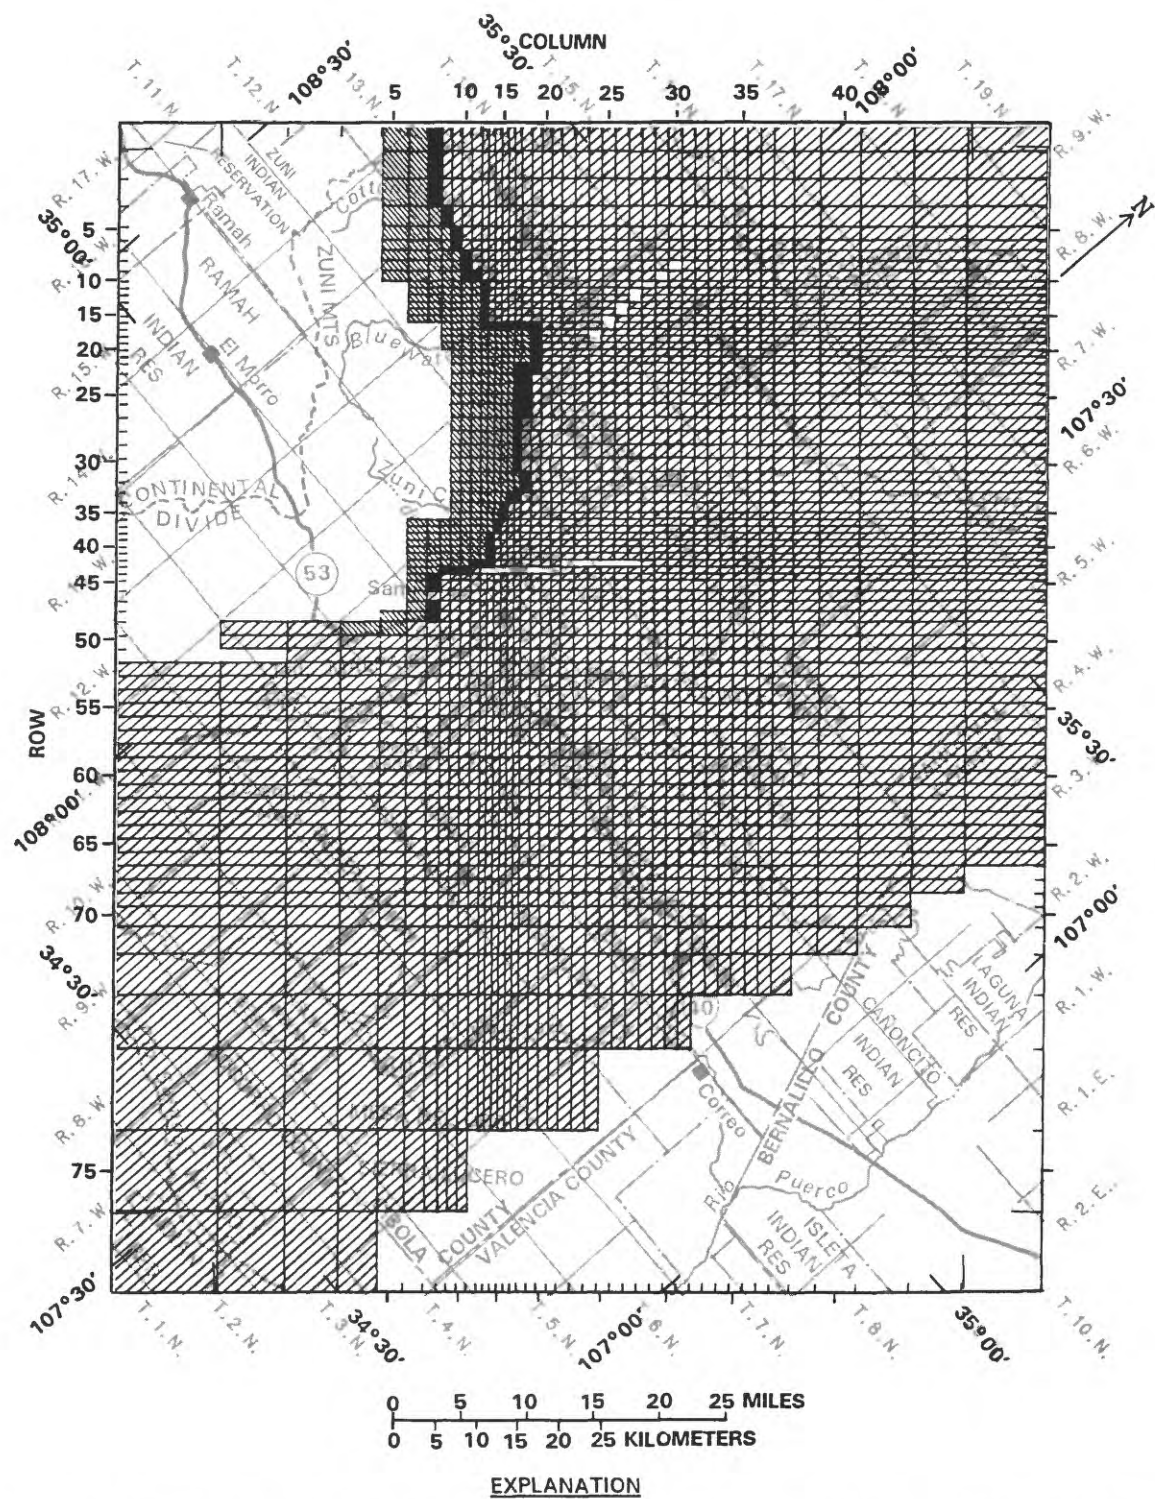 COLUMN
108°30'
35°30'
108°00'
T. 11. N
T. 12. N
13. N
T. 15. N
T. 17. N
T. 19. N
5 10 15 20 25 30 35 40
R. 17. W.
R. 9. W.
ZUNI
INDIAN
RESERVATION
Ramah
ZUNI MTS
N
R. 8. W.
35°00'
RAMAH
INDIAN
RES
El Morro
R. 15.
R. 7. W.
107°30'
R. 6. W.
CONTINENTAL
DIVIDE
53
R. 5. W.
R. 12. W
R. 4. W.
35°30'
R. 3.
ROW
5
10
15
20
25
30
35
40
45
50
55
60
65
70
75
108°00'
R. 10. W.
R. 2. W.
107°00'
34°30'
R. 9. W
R. 1. W.
LAGUNA
INDIAN
RES
CAÑONCITO
INDIAN
RES
40
BERNALILLO COUNTY
Correo
R. 8. W
R. 1. E.
Rio Puerco
COUNTY
VALENCIA COUNTY
ISLETA
INDIAN
RES
R. 2. E.
R. 7. W
107°30'
34°30'
107°00'
35°00'
T. 1. N.
T. 2. N.
T. 3. N.
T. 4. N.
T. 5. N.
6. N.
T. 7. N.
T. 8. N.
T. 10. N.
0 5 10 15 20 25 MILES
0 5 10 15 20 25 KILOMETERS
EXPLANATION